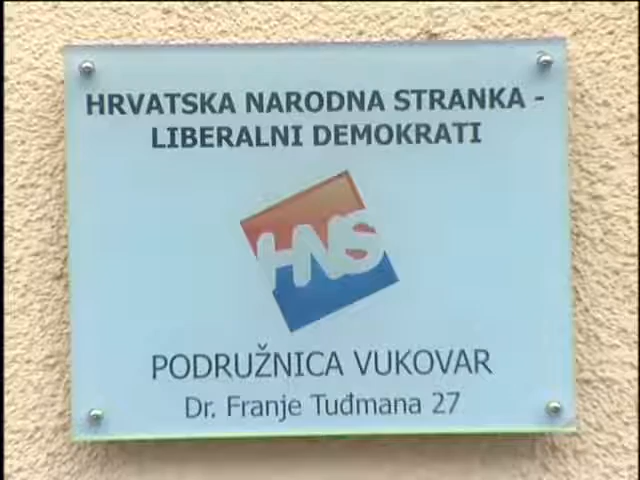 HRVATSKA NARODNA STRANKA -
LIBERALNI DEMOKRATI
HNS
PODRUŽNICA VUKOVAR
Dr. Franje Tuđmana 27